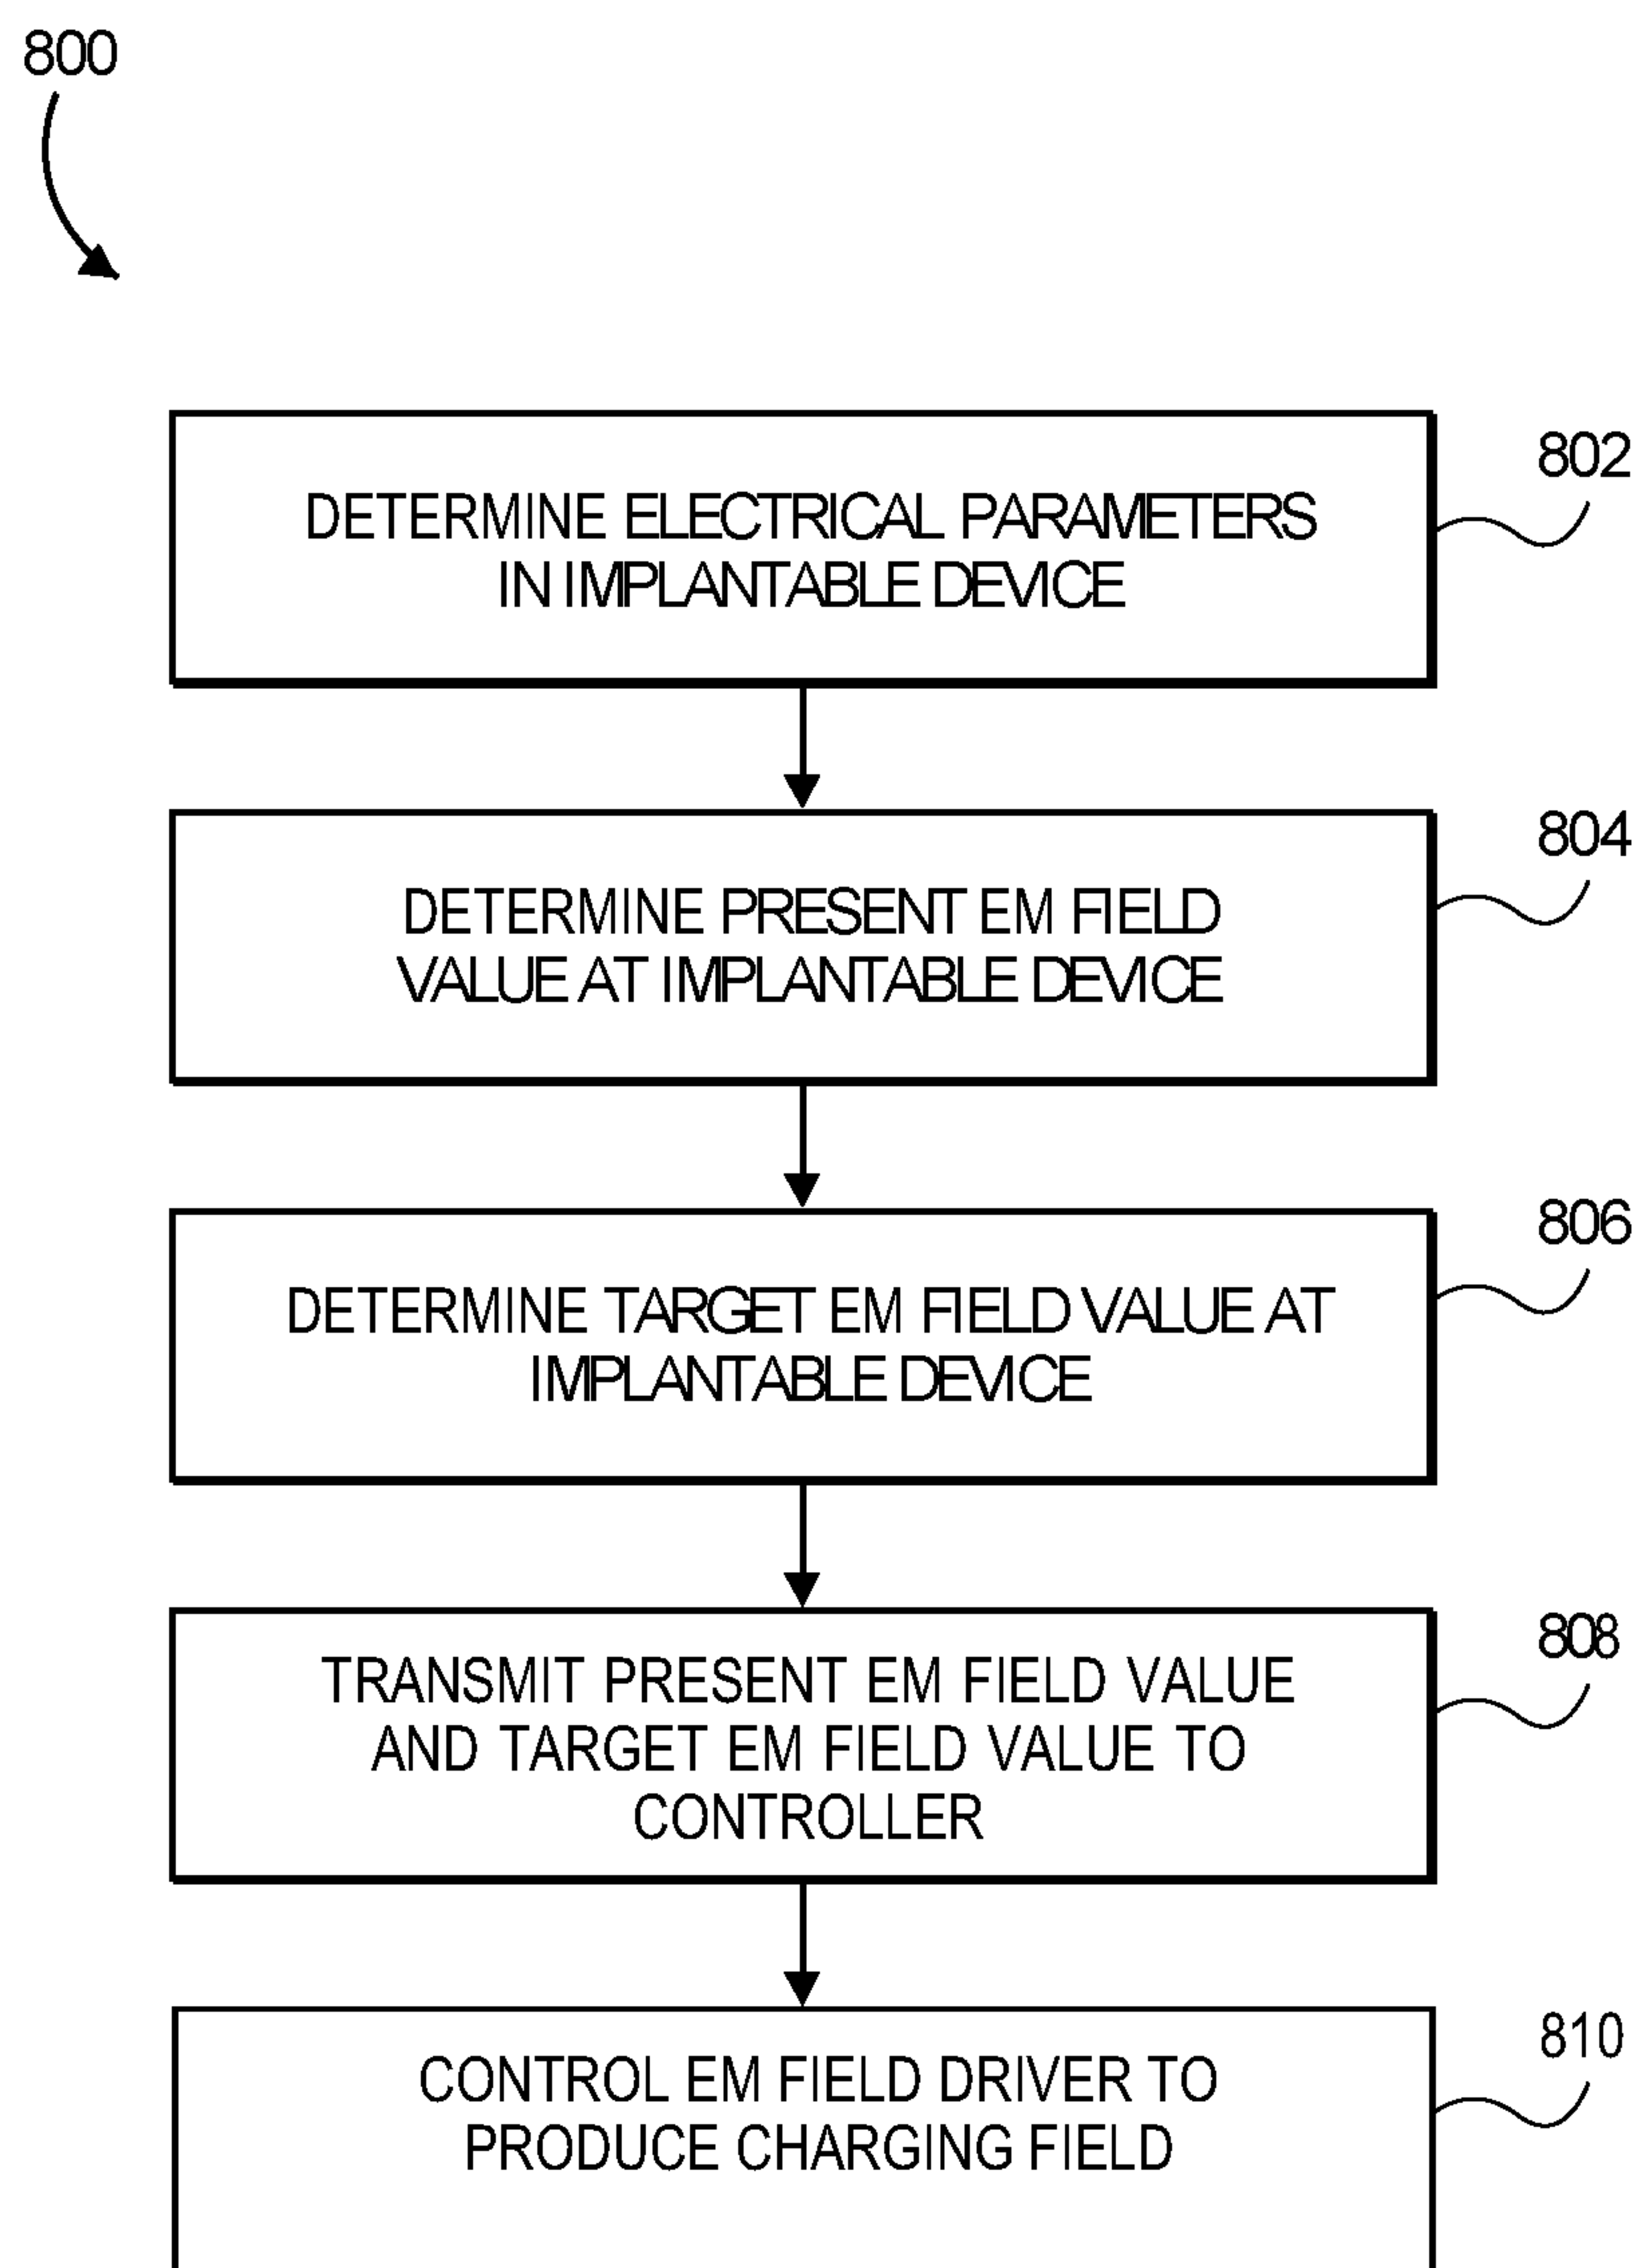 800
802
DETERMINE ELECTRICAL PARAMETERS
IN IMPLANTABLE DEVICE
804
DETERMINE PRESENT EM FIELD
VALUE AT IMPLANTABLE DEVICE
806
DETERMINE TARGET EM FIELD VALUE AT
IMPLANTABLE DEVICE
808
TRANSMIT PRESENT EM FIELD VALUE
AND TARGET EM FIELD VALUE TO
CONTROLLER
810
CONTROL EM FIELD DRIVER TO
PRODUCE CHARGING FIELD